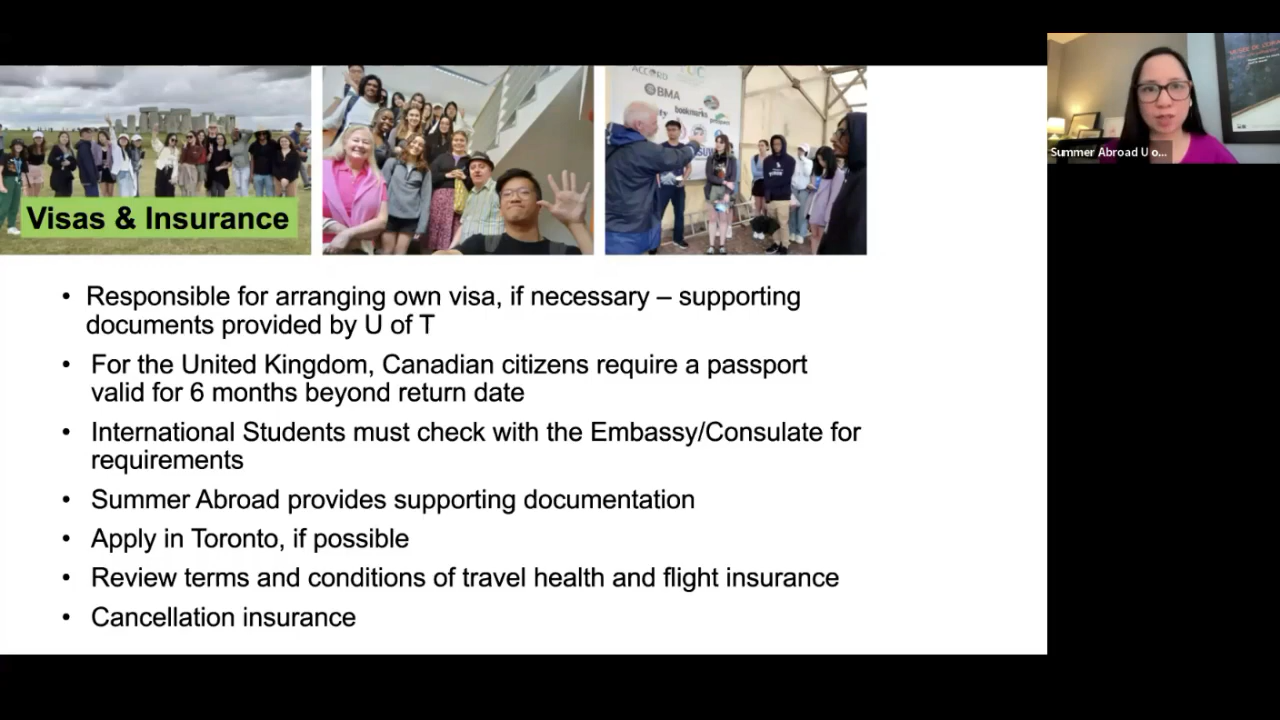 ACCORD
BMA
bookmarks
Visas & Insurance
Summer Abroad U o...
• Responsible for arranging own visa, if necessary – supporting
documents provided by U of T
• For the United Kingdom, Canadian citizens require a passport
valid for 6 months beyond return date
• International Students must check with the Embassy/Consulate for
requirements
• Summer Abroad provides supporting documentation
• Apply in Toronto, if possible
• Review terms and conditions of travel health and flight insurance
• Cancellation insurance